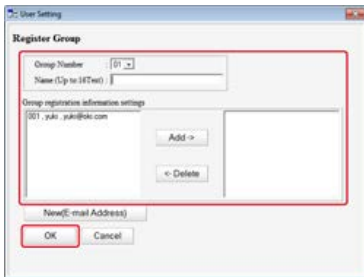 User Setting
Register Group
Group Number : 01
Name (Up to 16Text) :
Group registration information settings
001 , yuki , yuki@oki.com
Add ->
<- Delete
New(E-mail Address)
OK
Cancel